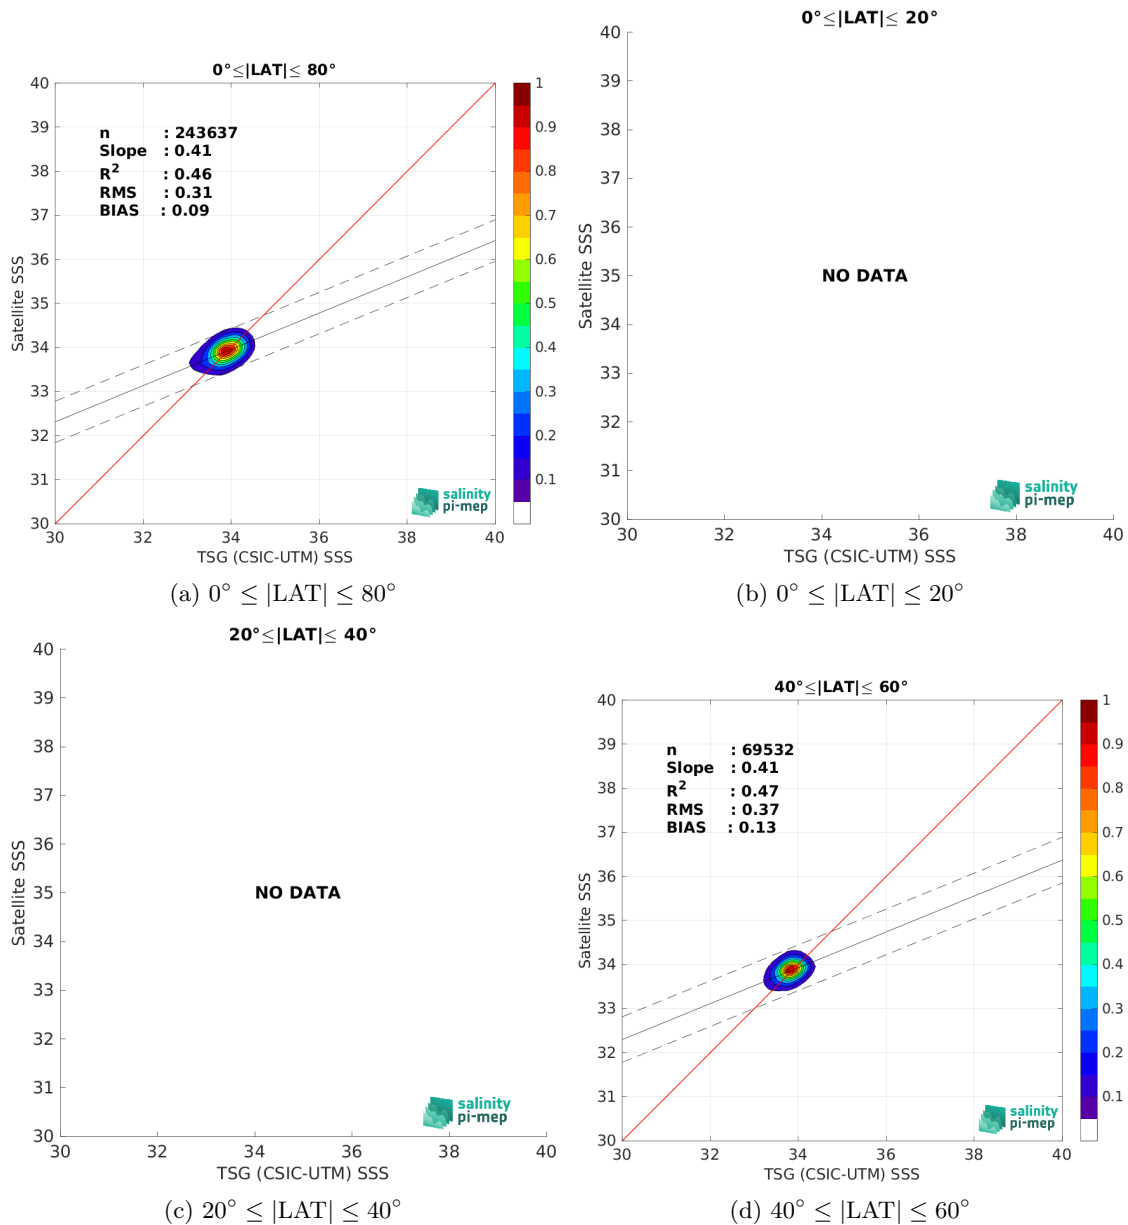 0°≤|LAT|≤ 80°
40
39
38
37
36
35
34
33
32
31
30
Satellite SSS
n : 243637
Slope : 0.41
R² : 0.46
RMS : 0.31
BIAS : 0.09
30 32 34 36 38 40
TSG (CSIC-UTM) SSS
1
0.9
0.8
0.7
0.6
0.5
0.4
0.3
0.2
0.1
salinity
pi-mep
(a) 0° ≤ |LAT| ≤ 80°
0°≤|LAT|≤ 20°
40
39
38
37
36
35
34
33
32
31
30
Satellite SSS
NO DATA
salinity
pi-mep
30 32 34 36 38 40
TSG (CSIC-UTM) SSS
(b) 0° ≤ |LAT| ≤ 20°
20°≤|LAT|≤ 40°
40
39
38
37
36
35
34
33
32
31
30
Satellite SSS
NO DATA
salinity
pi-mep
30 32 34 36 38 40
TSG (CSIC-UTM) SSS
(c) 20° ≤ |LAT| ≤ 40°
40°≤|LAT|≤ 60°
40
39
38
37
36
35
34
33
32
31
30
Satellite SSS
n : 69532
Slope : 0.41
R² : 0.47
RMS : 0.37
BIAS : 0.13
30 32 34 36 38 40
TSG (CSIC-UTM) SSS
1
0.9
0.8
0.7
0.6
0.5
0.4
0.3
0.2
0.1
salinity
pi-mep
(d) 40° ≤ |LAT| ≤ 60°